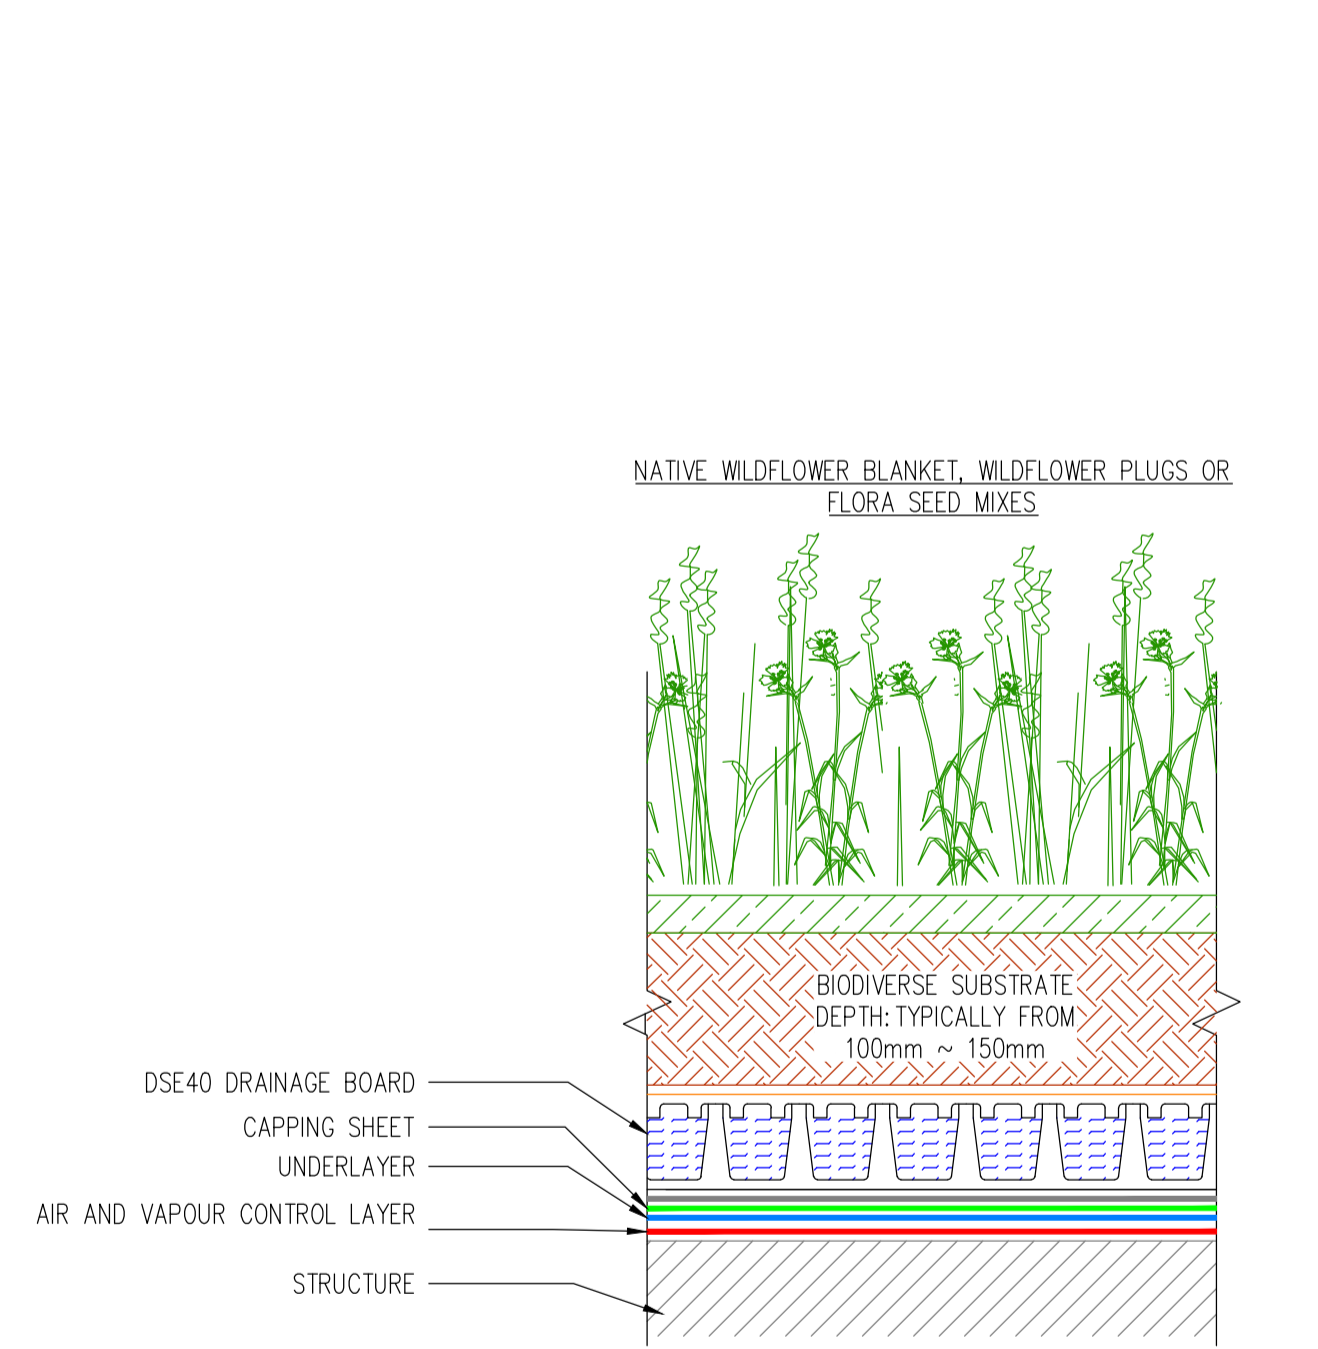 NATIVE WILDFLOWER BLANKET, WILDFLOWER PLUGS OR
FLORA SEED MIXES
BIODIVERSE SUBSTRATE
DEPTH: TYPICALLY FROM
100mm ~ 150mm
DSE40 DRAINAGE BOARD
CAPPING SHEET
UNDERLAYER
AIR AND VAPOUR CONTROL LAYER
STRUCTURE